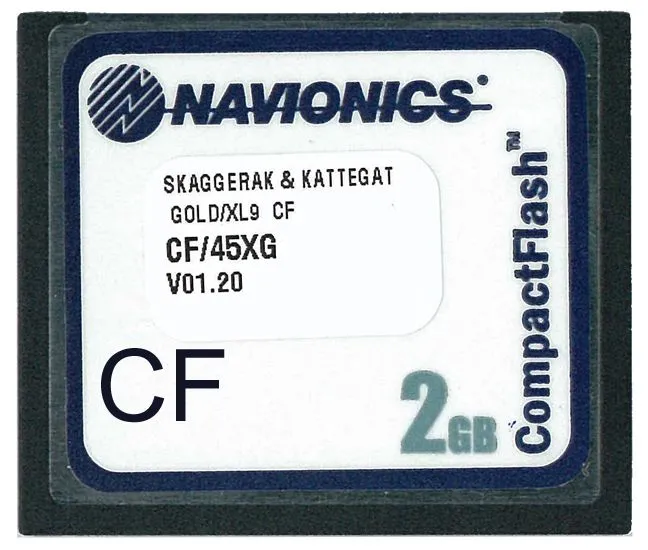 NAVIONICS
SKAGGERAK & KATTEGAT
GOLD/XL9 CF
CF/45XG
V01.20
CF
2GB
CompactFlash™